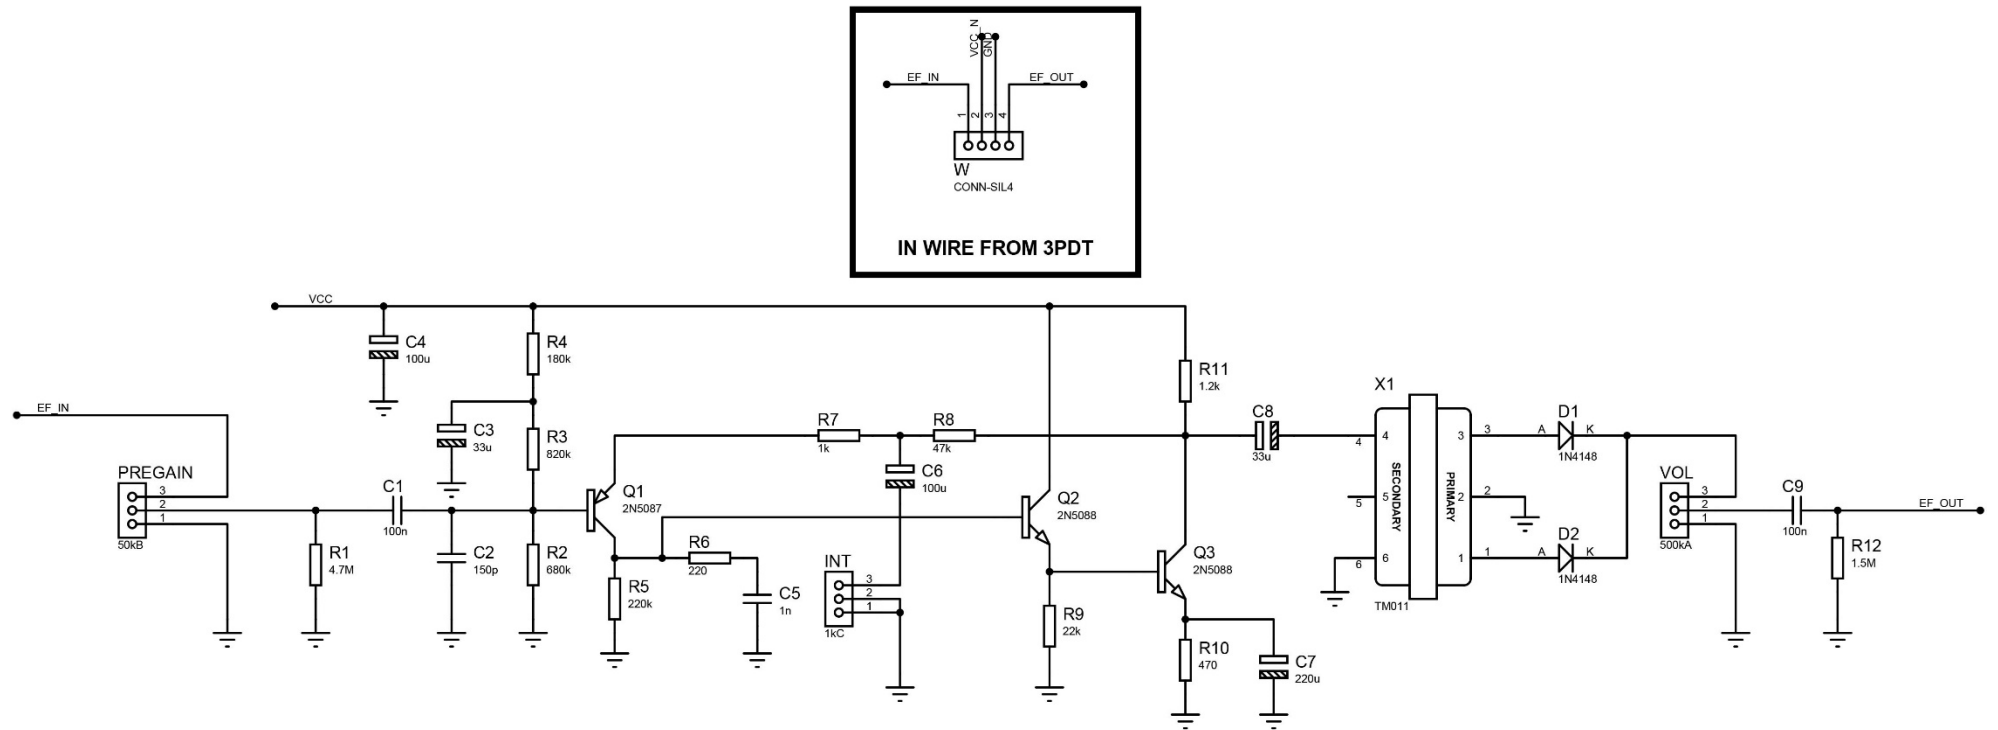 VCC_N
GND
EF_IN
EF_OUT
1
2
3
4
W
CONN-SIL4
IN WIRE FROM 3PDT
VCC
C4
100u
R4
180k
R11
1.2k
X1
EF_IN
C3
33u
R3
820k
R7
1k
R8
47k
C8
33u
4
4
3
3
D1
A
K
1N4148
PREGAIN
3
2
1
50kB
C1
100n
Q1
2N5087
C6
100u
Q2
2N5088
5
5
SECONDARY
PRIMARY
2
2
VOL
3
2
1
500kA
C9
100n
EF_OUT
R1
4.7M
C2
150p
R2
680k
R6
220
R5
220k
C5
1n
INT
3
2
1
1kC
Q3
2N5088
6
6
1
1
D2
A
K
1N4148
R12
1.5M
TM011
R9
22k
R10
470
C7
220u